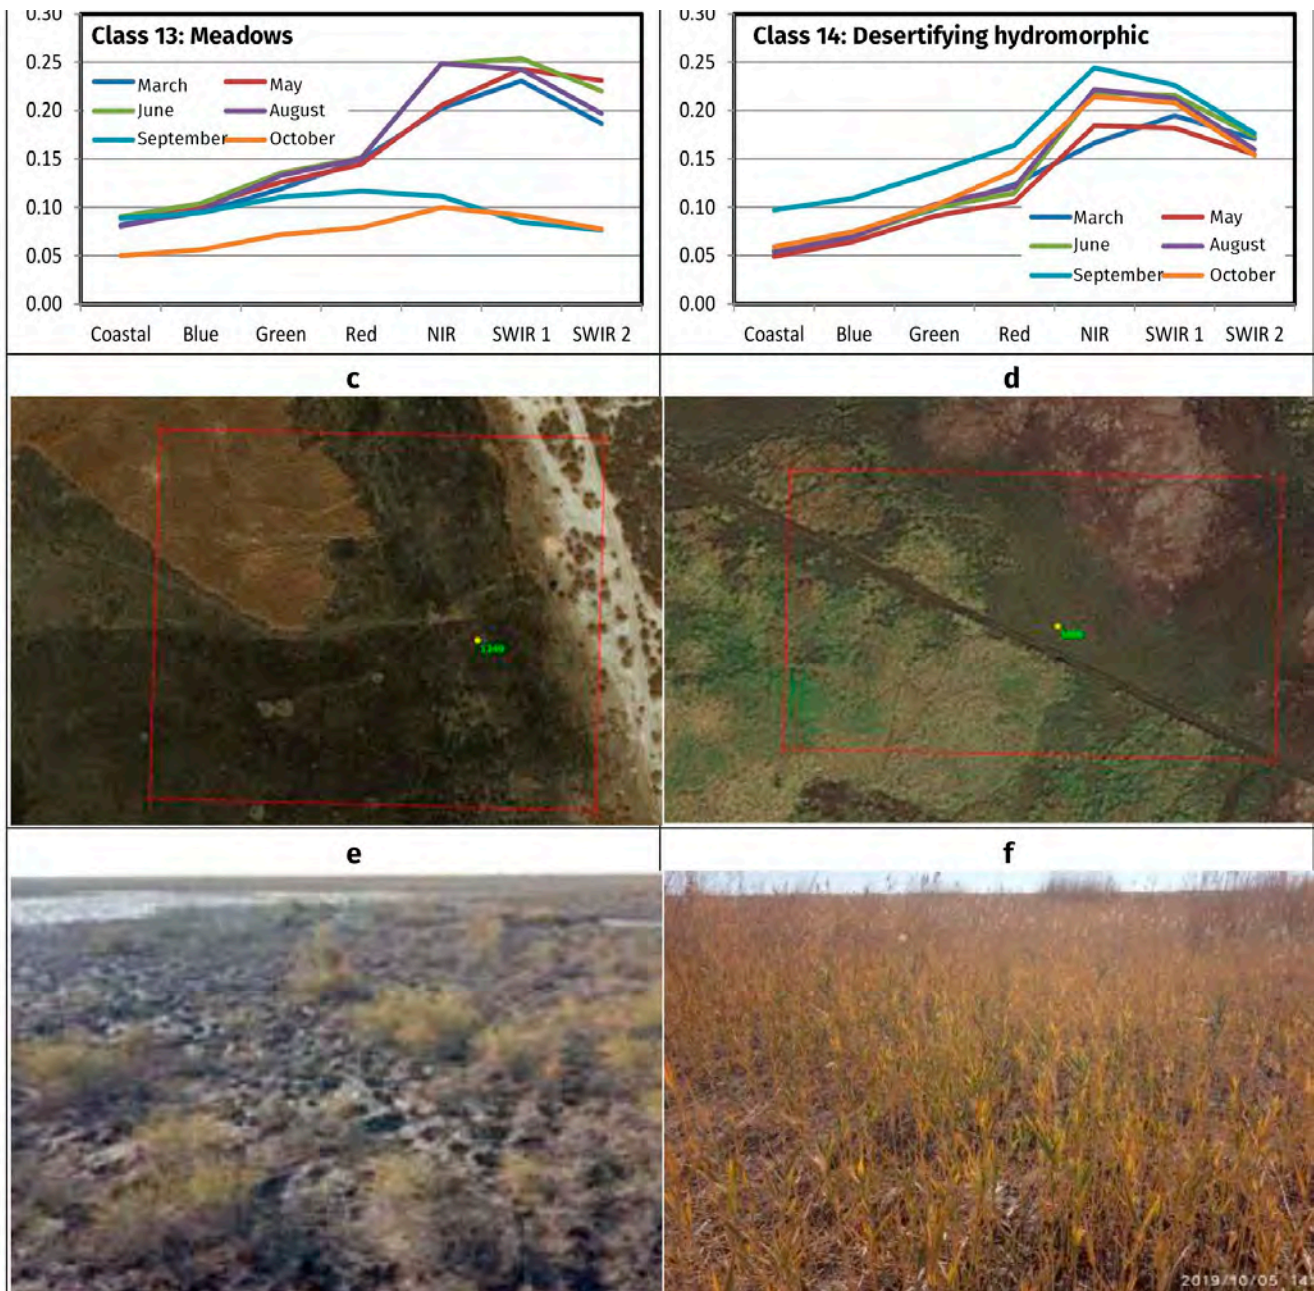 0.30
Class 13: Meadows
0.25
March May
0.20
June August
September October
0.15
0.10
0.05
0.00
Coastal Blue Green Red NIR SWIR 1 SWIR 2
0.30
Class 14: Desertifying hydromorphic
0.25
0.20
0.15
0.10
March May
June August
0.05
September October
0.00
Coastal Blue Green Red NIR SWIR 1 SWIR 2
c
d
1240
e
f
2019/10/05 14